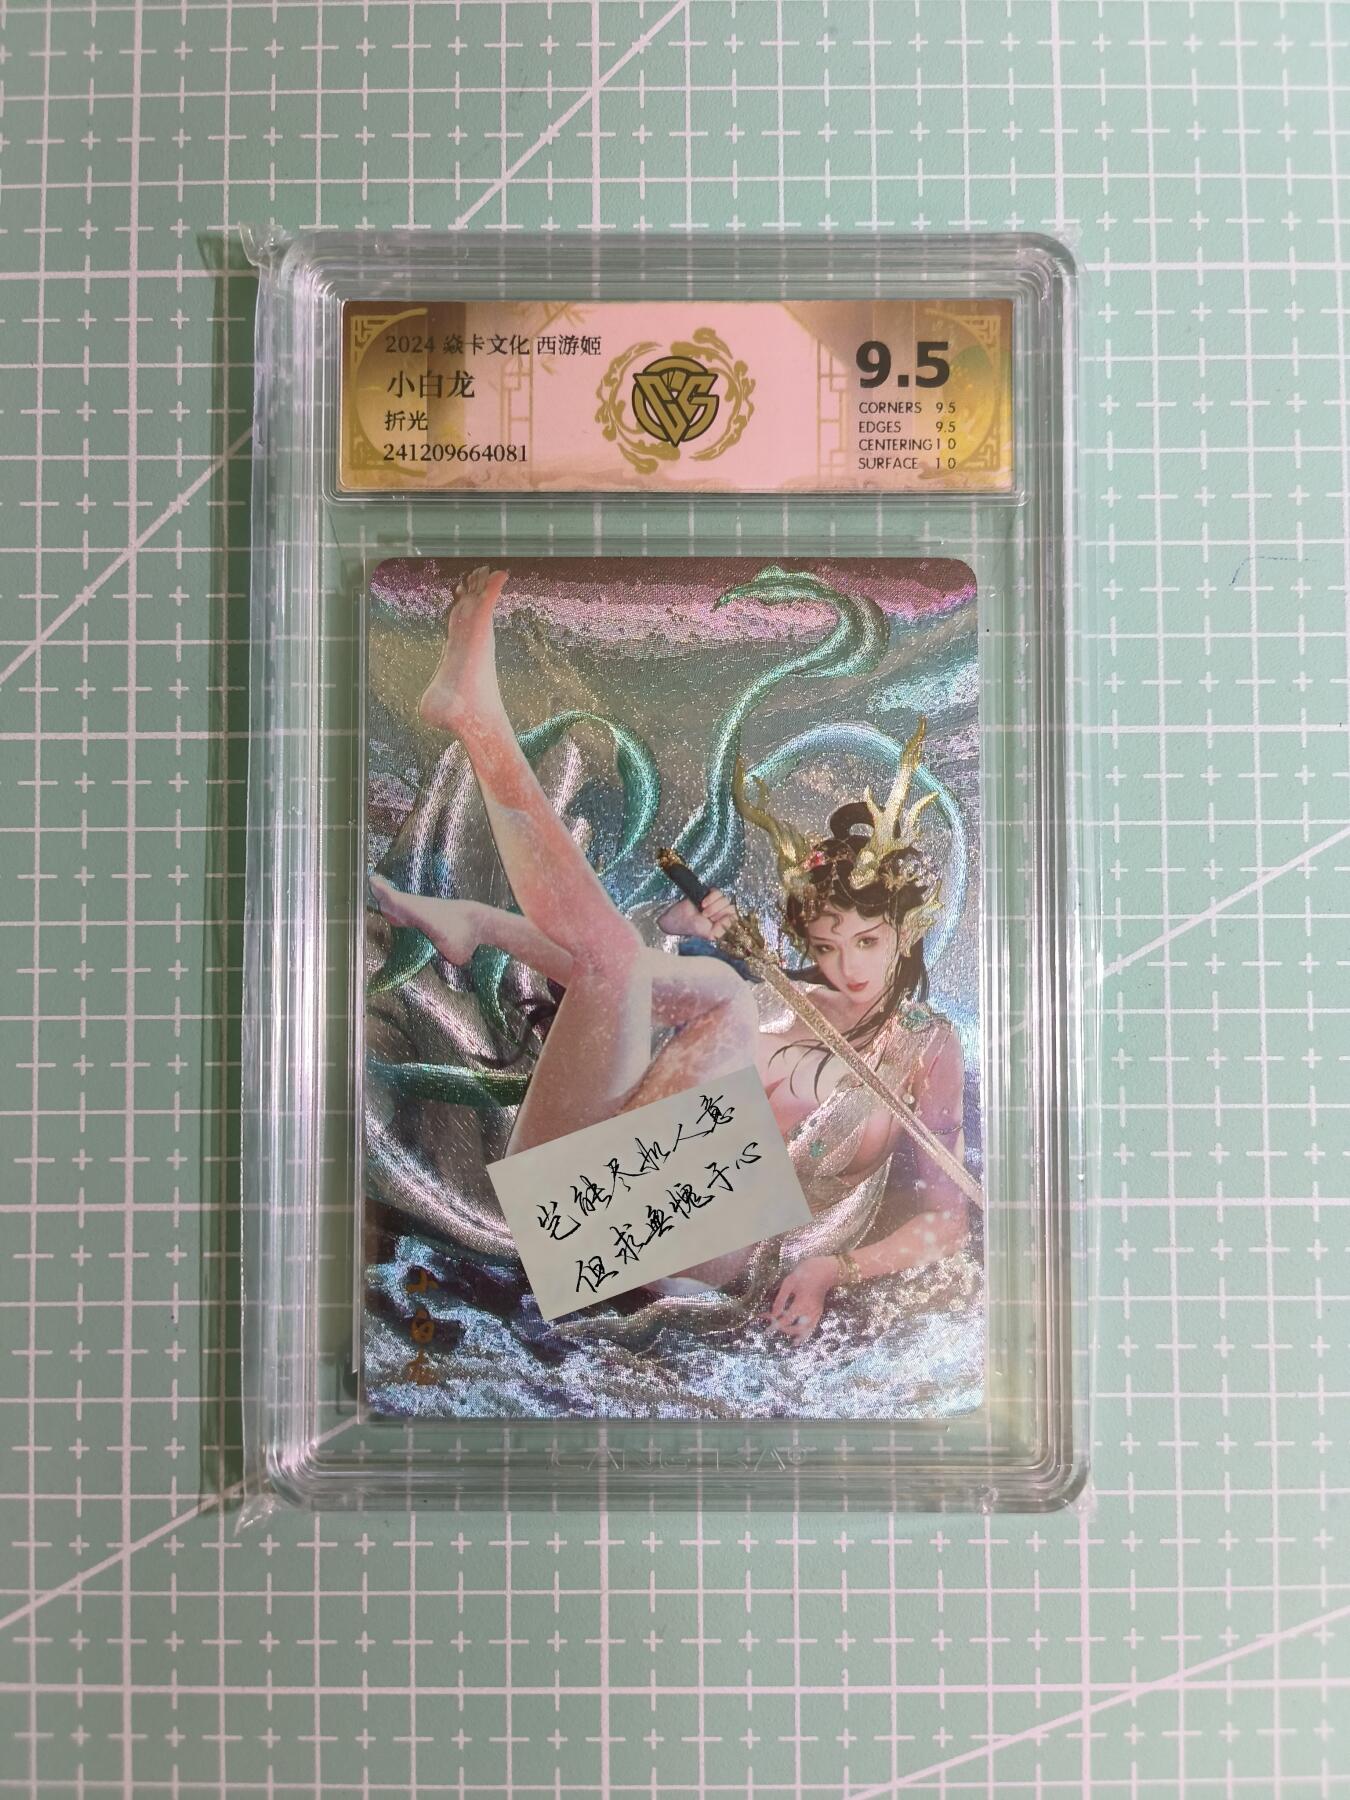 2024 焱卡文化 西游姬
小白龙
折光
241209664081
9.5
CORNERS 9.5
EDGES 9.5
CENTERING 10
SURFACE 10
岂能尽如人意
但求无愧于心
小白龙